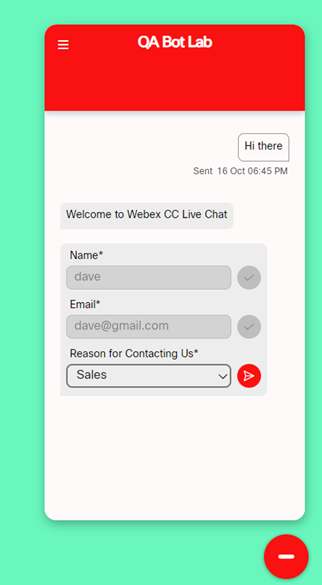 QA Bot Lab
Hi there
Sent 16 Oct 06:45 PM
Welcome to Webex CC Live Chat
Name*
dave
Email*
dave@gmail.com
Reason for Contacting Us*
Sales